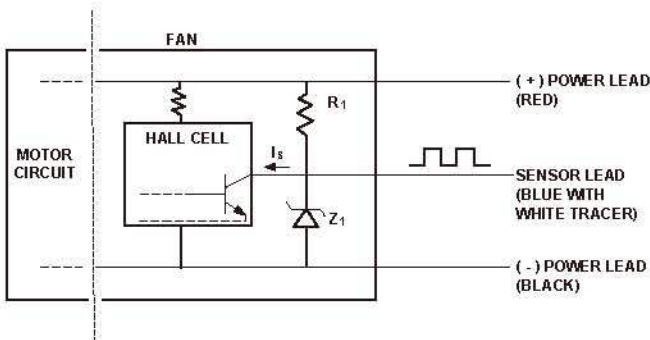 FAN
( + ) POWER LEAD
(RED)
R1
HALL CELL
MOTOR
CIRCUIT
IS
SENSOR LEAD
(BLUE WITH
WHITE TRACER)
Z1
( - ) POWER LEAD
(BLACK)